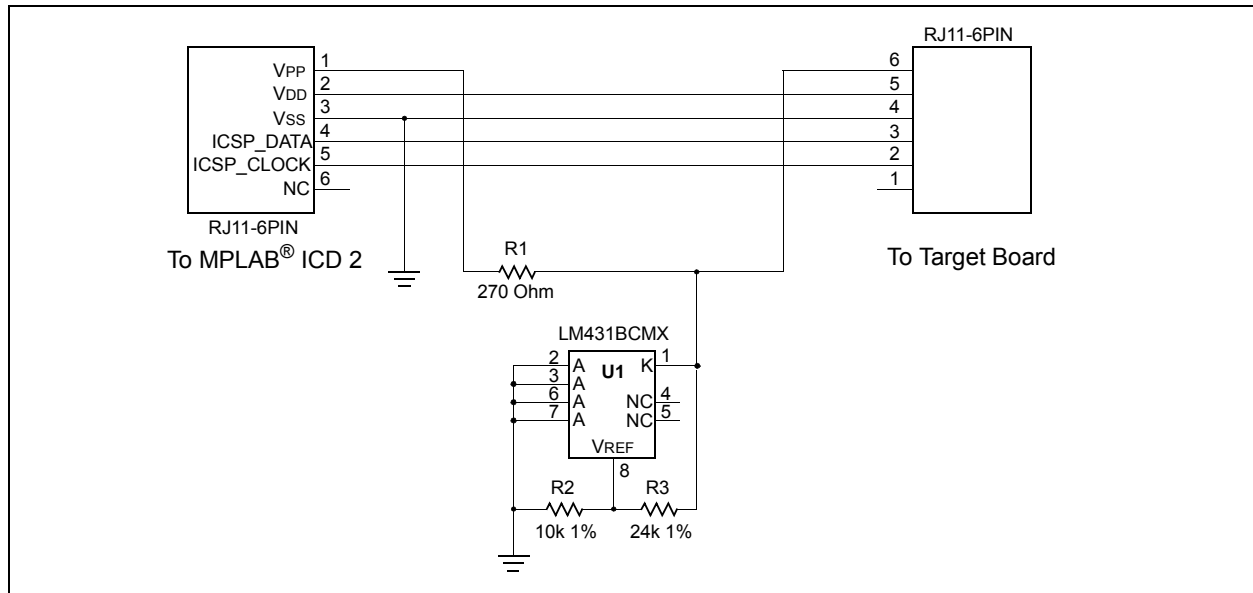 RJ11-6PIN
VPP 1
VDD 2
VSS 3
ICSP_DATA 4
ICSP_CLOCK 5
NC 6
RJ11-6PIN
To MPLAB® ICD 2
6
5
4
3
2
1
To Target Board
R1
270 Ohm
LM431BCMX
2 A U1 K 1
3 A
6 A NC 4
7 A NC 5
VREF
8
R2 R3
10k 1% 24k 1%